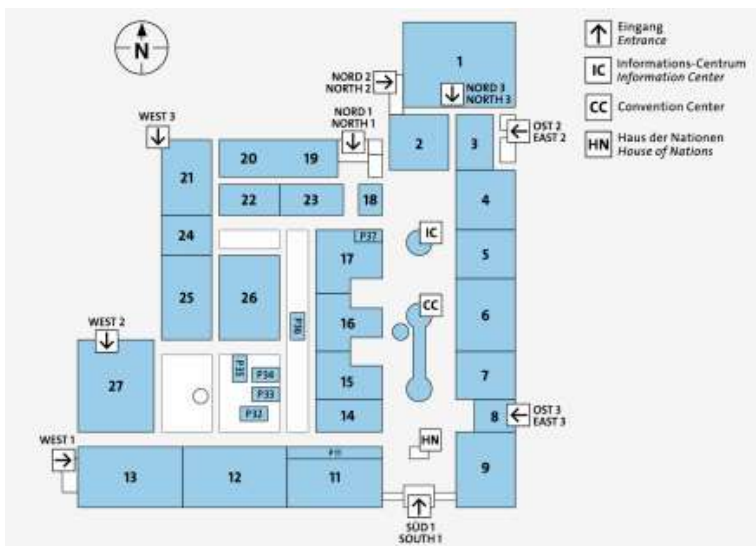 N
1
NORD 2
NORTH 2
NORD 3
NORTH 3
NORD 1
NORTH 1
WEST 3
OST 2
EAST 2
2
3
20
19
21
22
23
18
4
24
IC
P37
17
5
25
26
CC
P36
16
6
WEST 2
27
P35
P34
P33
P32
15
7
14
8
OST 3
EAST 3
WEST 1
HN
P11
13
12
11
9
SÜD 1
SOUTH 1
Eingang
Entrance
IC
Informations-Centrum
Information Center
CC
Convention Center
HN
Haus der Nationen
House of Nations